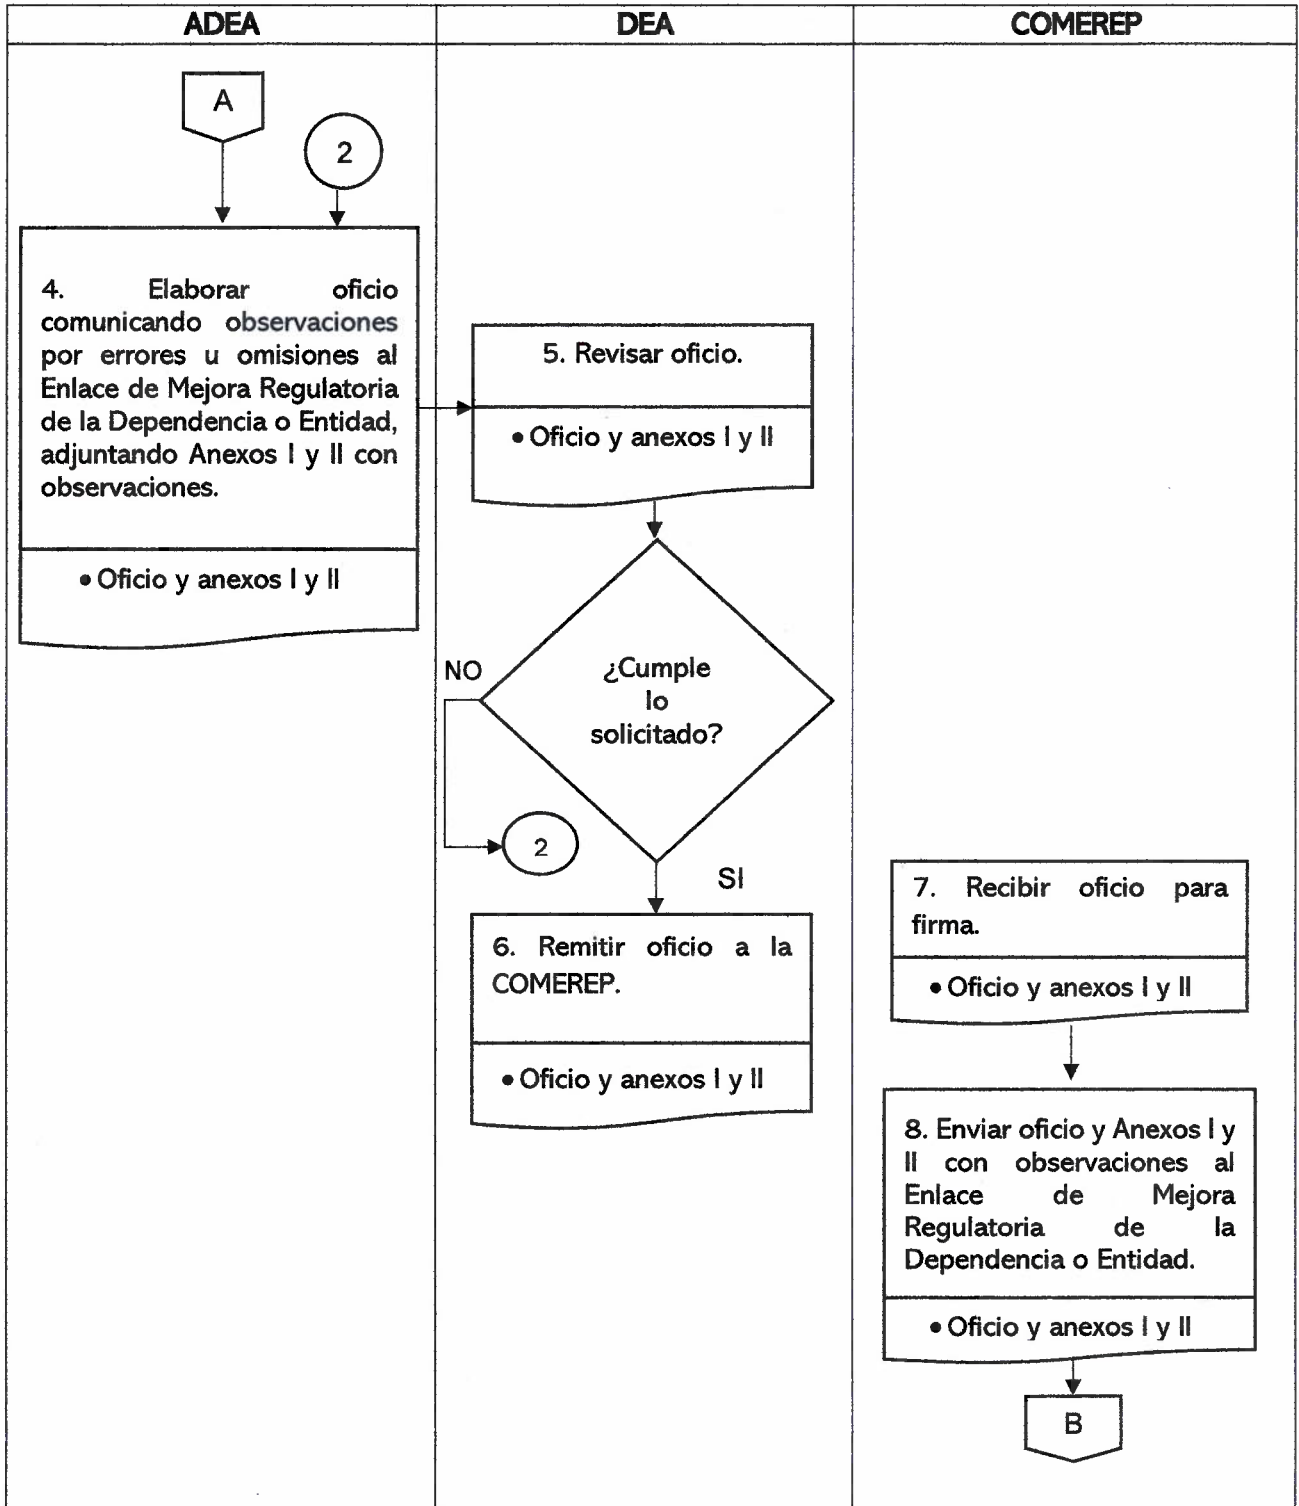 ADEA
DEA
COMEREP
A
2
4. Elaborar oficio
comunicando observaciones
por errores u omisiones al
Enlace de Mejora Regulatoria
de la Dependencia o Entidad,
adjuntando Anexos I y II con
observaciones.
• Oficio y anexos I y II
5. Revisar oficio.
• Oficio y anexos I y II
NO
¿Cumple
lo
solicitado?
2
SI
6. Remitir oficio a la
COMEREP.
• Oficio y anexos I y II
7. Recibir oficio para
firma.
• Oficio y anexos I y II
8. Enviar oficio y Anexos I y
II con observaciones al
Enlace de Mejora
Regulatoria de la
Dependencia o Entidad.
• Oficio y anexos I y II
B